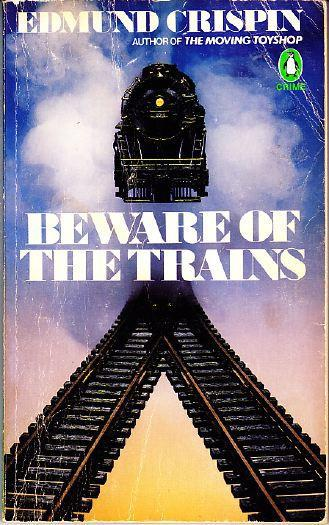 EDMUND CRISPIN
AUTHOR OF THE MOVING TOYSHOP
CRIME
BEWARE OF
THE TRAINS